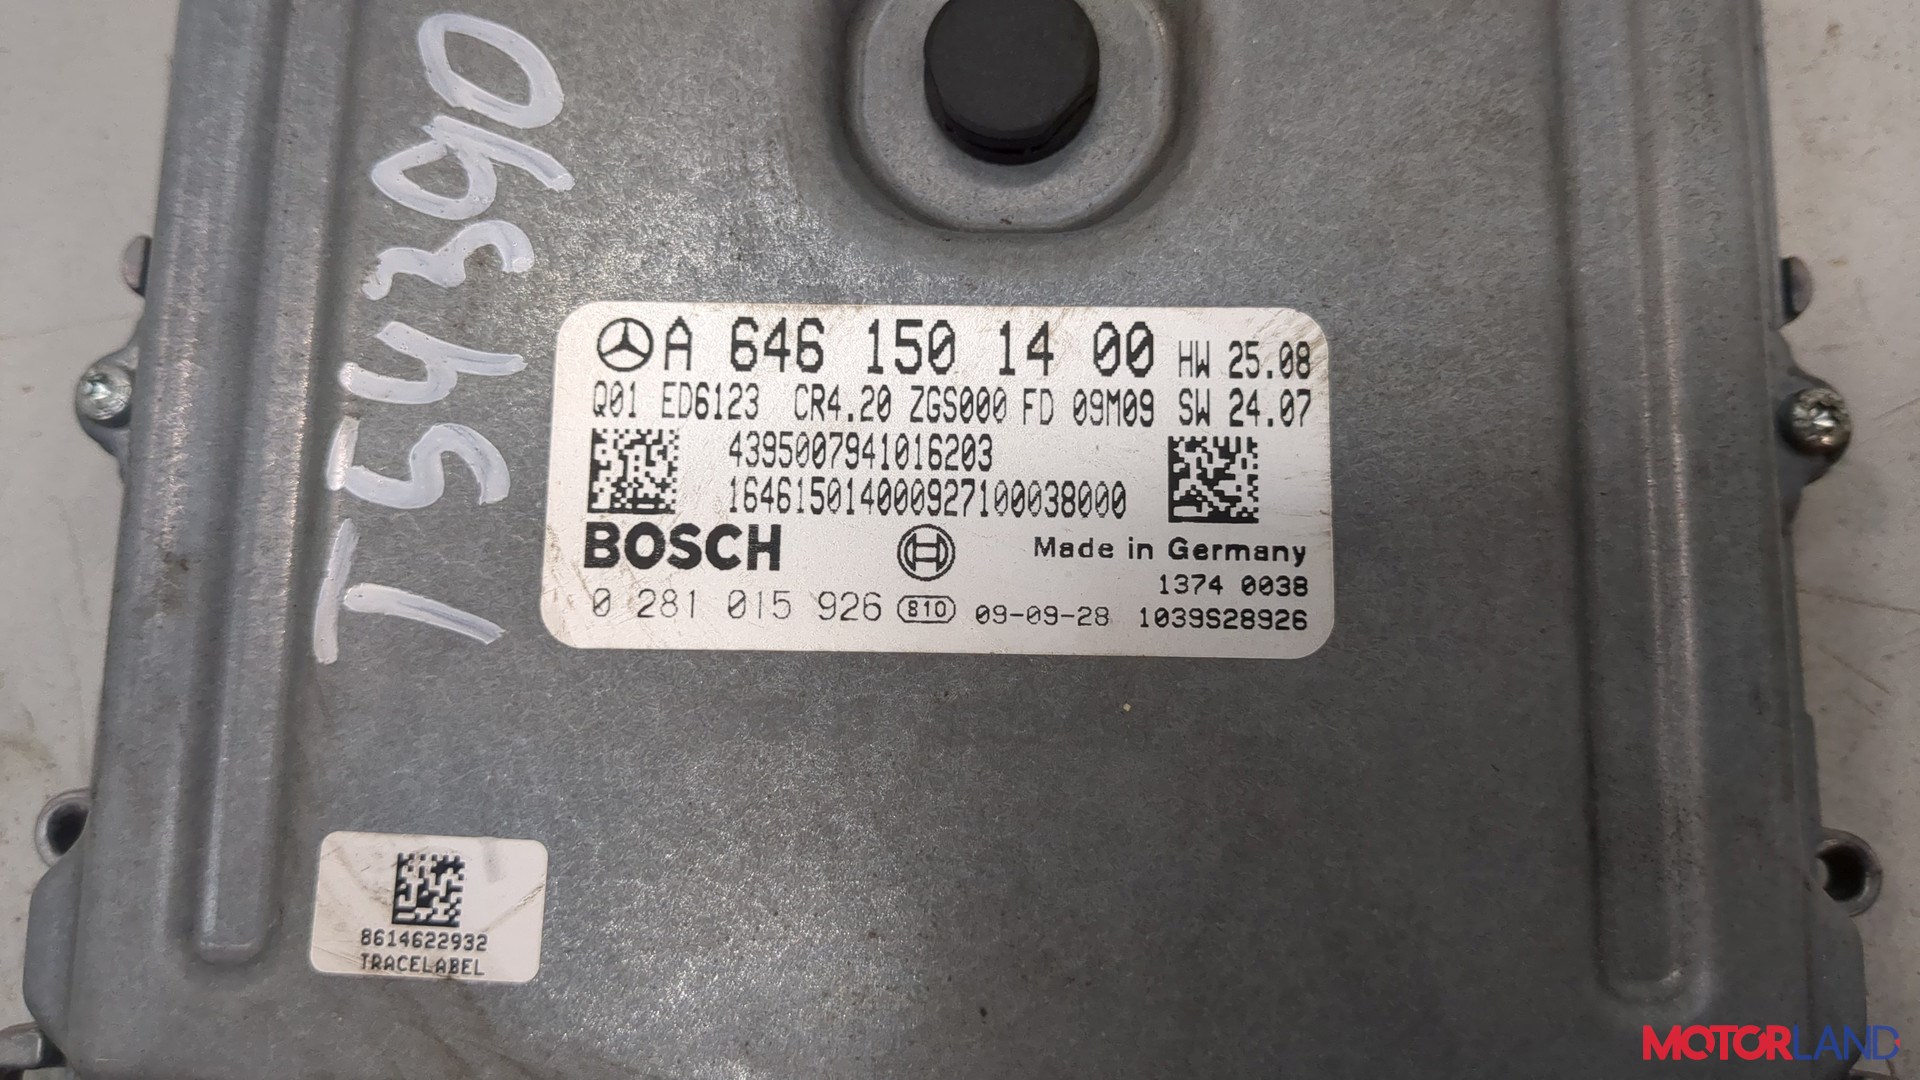 T54390
A 646 150 14 00 HW 25.08
Q01 ED6123 CR4.20 ZGS000 FD 09M09 SW 24.07
4395007941016203
164615014000927100038000
BOSCH
Made in Germany
1374 0038
0 281 015 926 810 09-09-28 1039S28926
8614622932
TRACELABEL
MOTORLAND